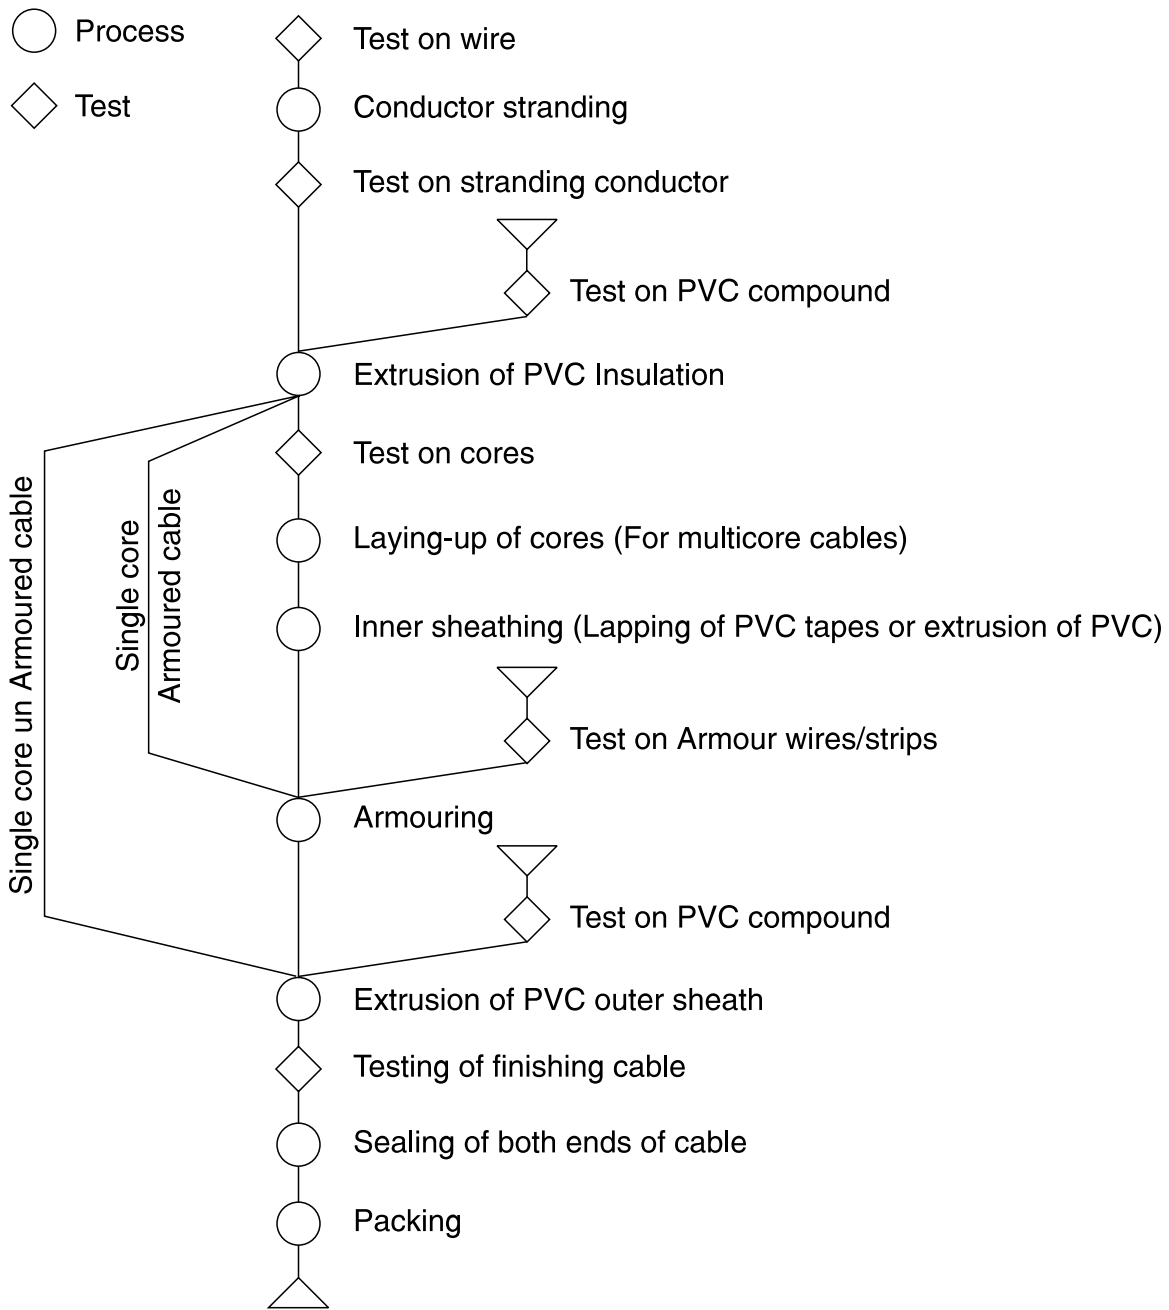 Process
Test
Test on wire
Conductor stranding
Test on stranding conductor
Test on PVC compound
Extrusion of PVC Insulation
Test on cores
Laying-up of cores (For multicore cables)
Inner sheathing (Lapping of PVC tapes or extrusion of PVC)
Single core un Armoured cable
Single core
Armoured cable
Test on Armour wires/strips
Armouring
Test on PVC compound
Extrusion of PVC outer sheath
Testing of finishing cable
Sealing of both ends of cable
Packing